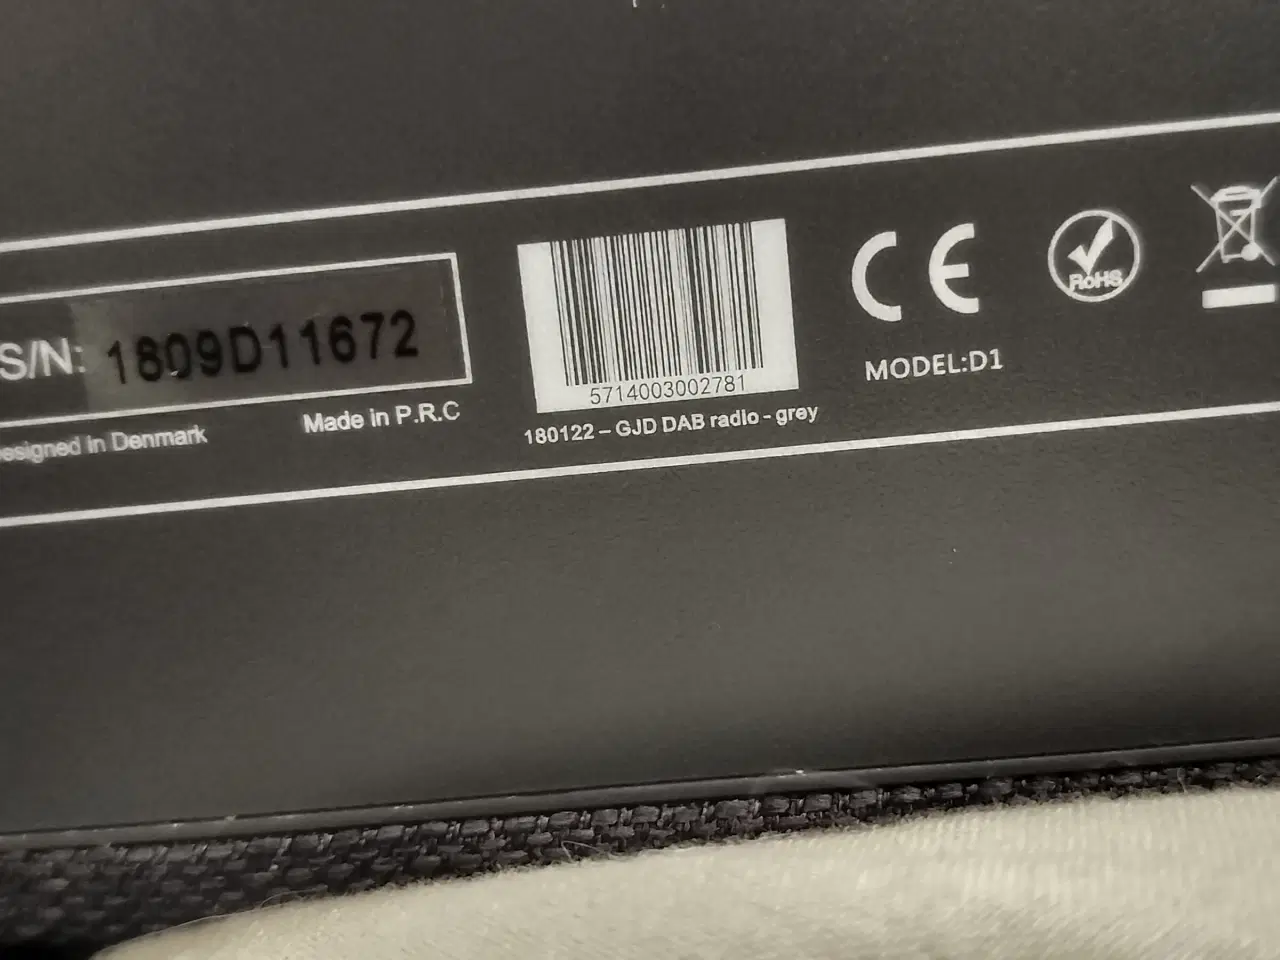 S/N: 1809D11672
esigned in Denmark
Made in P.R.C
5714003002781
180122 – GJD DAB radio - grey
CE
MODEL:D1
RoHS